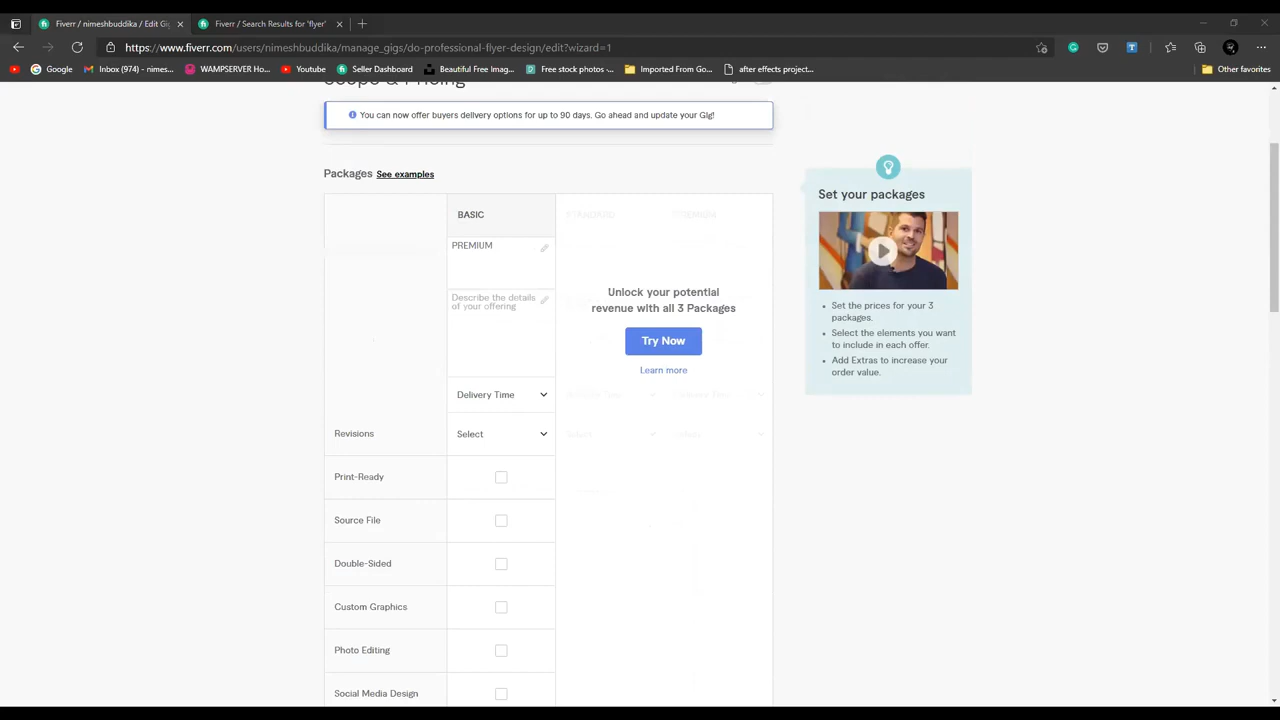 Fiverr / nimeshbuddika / Edit Gi
Fiverr / Search Results for 'flyer'
https://www.fiverr.com/users/nimeshbuddika/manage_gigs/do-professional-flyer-design/edit?wizard=1
Google
Inbox (974) - nimes...
WAMPSERVER Ho...
Youtube
Seller Dashboard
Beautiful Free Imag...
Free stock photos -...
Imported From Go...
after effects project...
Other favorites
Scope & Pricing
You can now offer buyers delivery options for up to 90 days. Go ahead and update your Gig!
Packages See examples
BASIC STANDARD PREMIUM
PREMIUM
Describe the details
of your offering
Unlock your potential
revenue with all 3 Packages
Try Now
Learn more
Delivery Time
Revisions Select
Print-Ready
Source File
Double-Sided
Custom Graphics
Photo Editing
Social Media Design
Set your packages
Set the prices for your 3
packages.
Select the elements you want
to include in each offer.
Add Extras to increase your
order value.